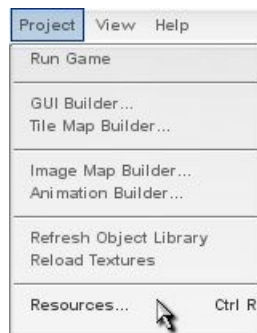 Project View Help
Run Game
GUI Builder...
Tile Map Builder...
Image Map Builder...
Animation Builder...
Refresh Object Library
Reload Textures
Resources... Ctrl R